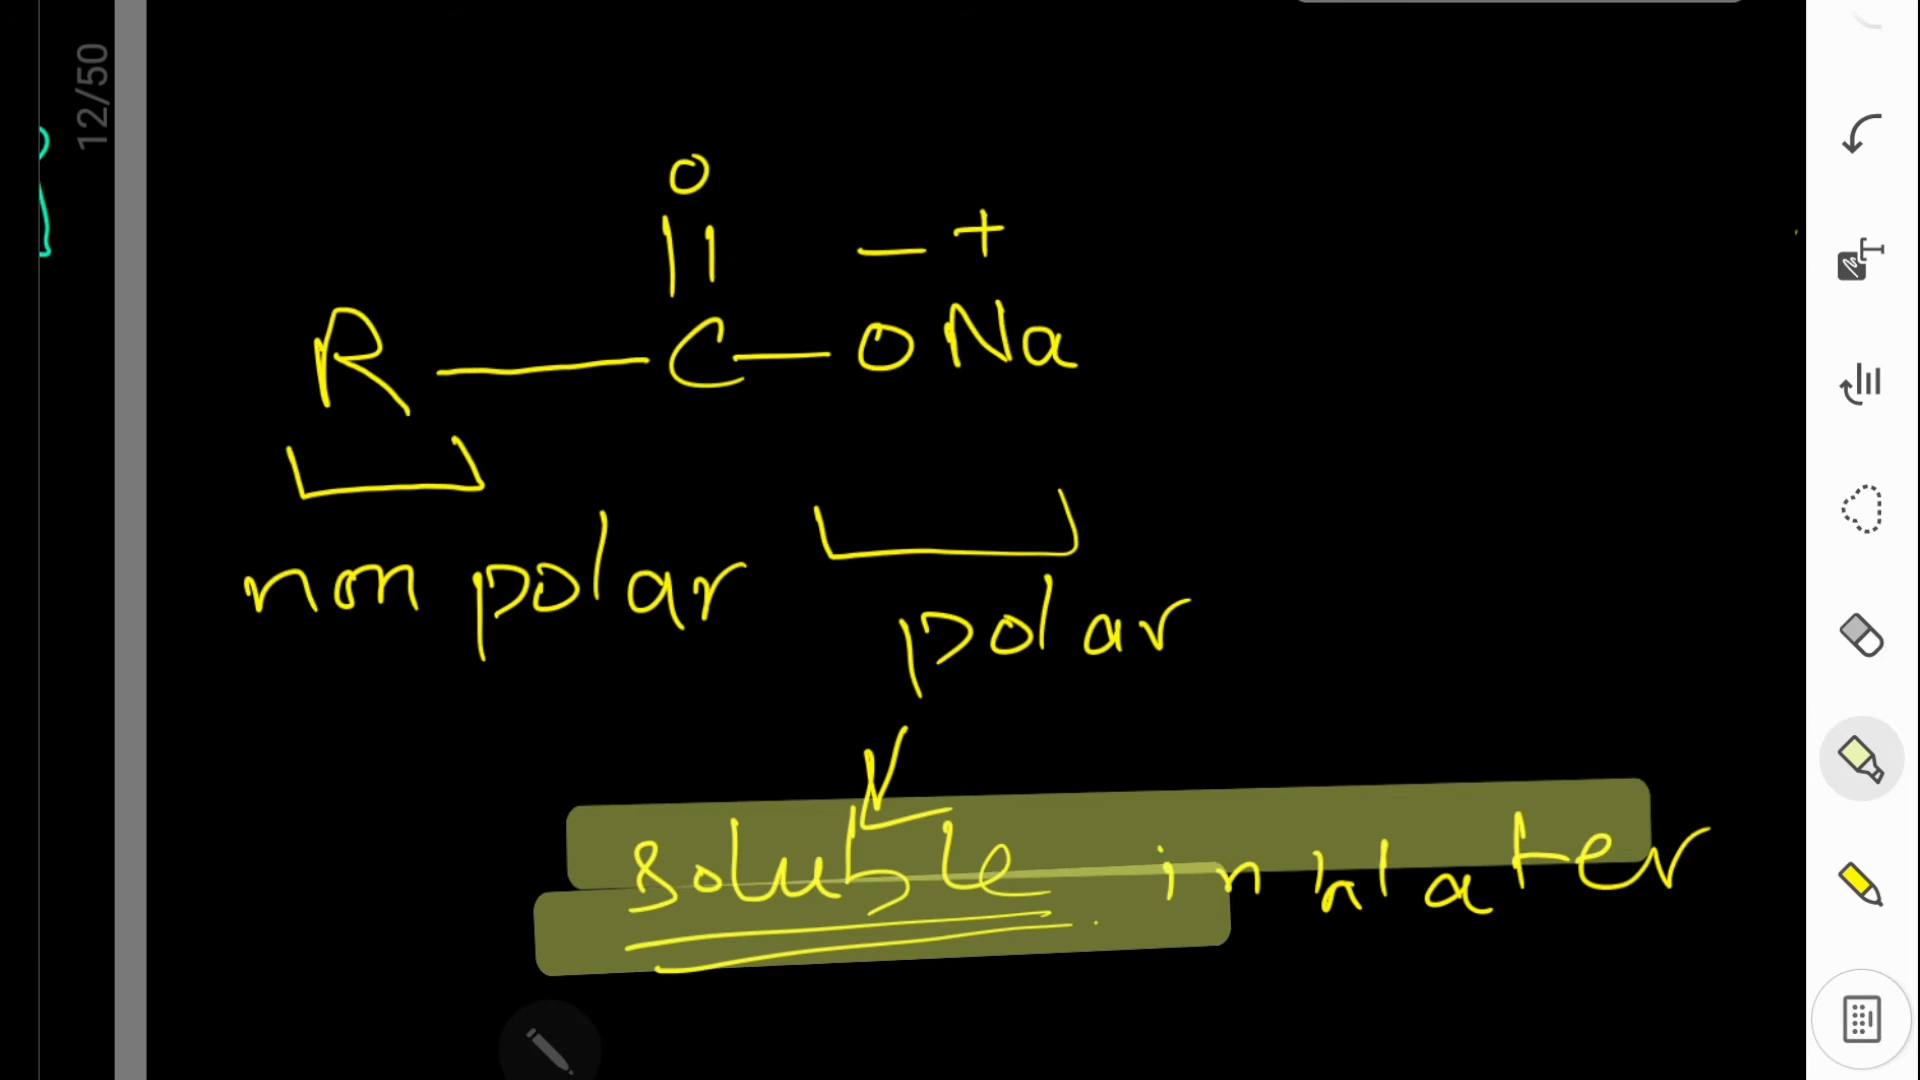 12/50
O
||
− +
R — C — O Na
non polar
polar
soluble in water